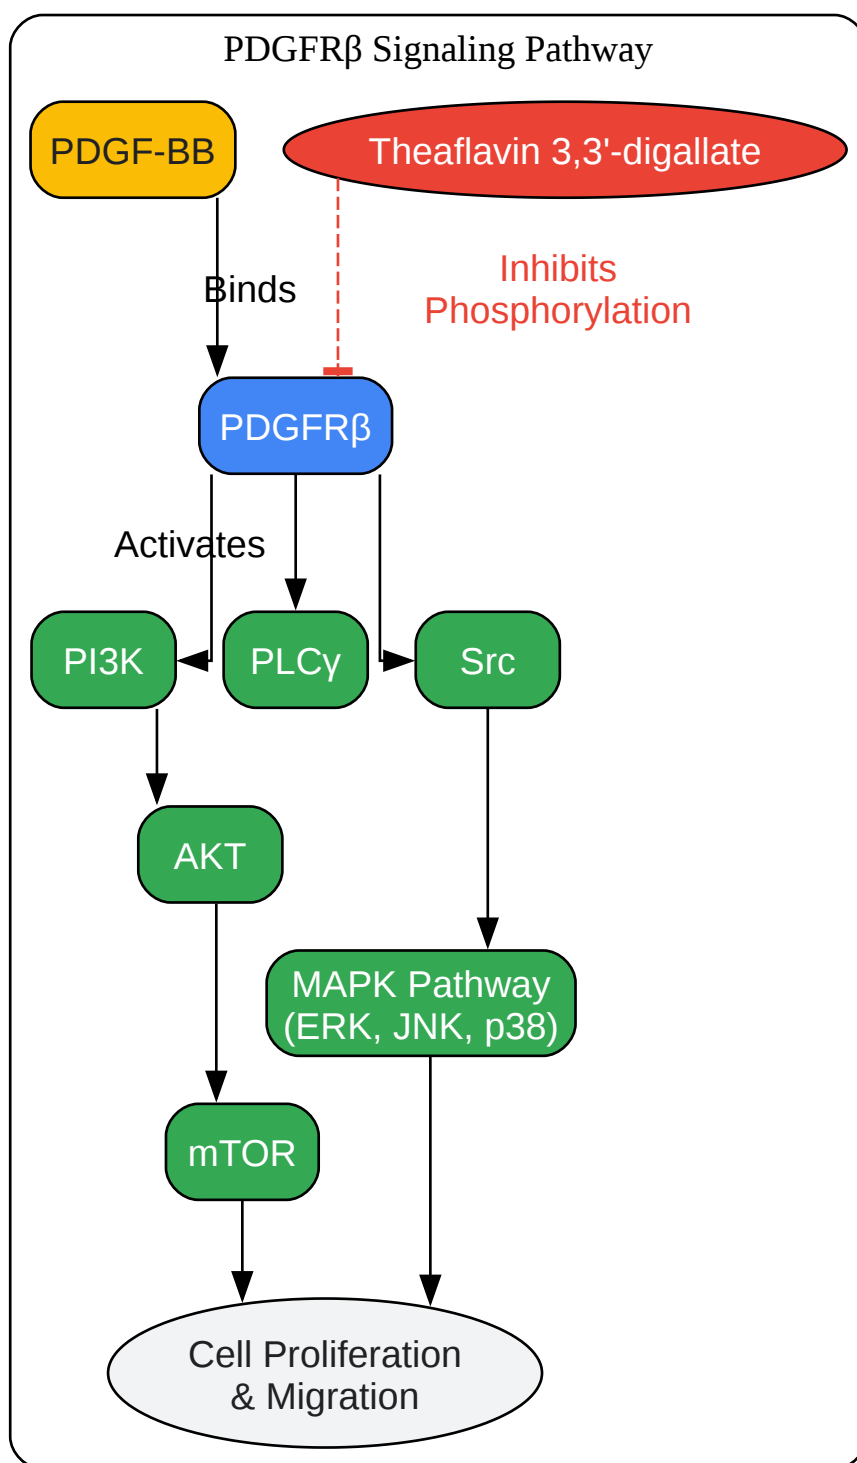 PDGFRβ Signaling Pathway
PDGF-BB
Theaflavin 3,3'-digallate
Binds
Inhibits
Phosphorylation
PDGFRβ
Activates
PI3K
PLCγ
Src
AKT
MAPK Pathway
(ERK, JNK, p38)
mTOR
Cell Proliferation
& Migration